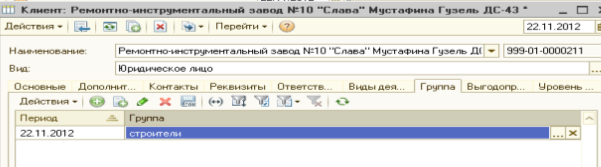 Клиент: Ремонтно-инструментальный завод №10 "Слава" Мустафина Гузель ДС-43 *
Действия Перейти 22.11.2012
Наименование: Ремонтно-инструментальный завод №10 "Слава" Мустафина Гузель Д( 999-01-0000211
Вид: Юридическое лицо
Основные Дополнит... Контакты Реквизиты Ответств... Виды дея... Группа Выгодопр... Уровень ...
Действия
Период Группа
22.11.2012 строители